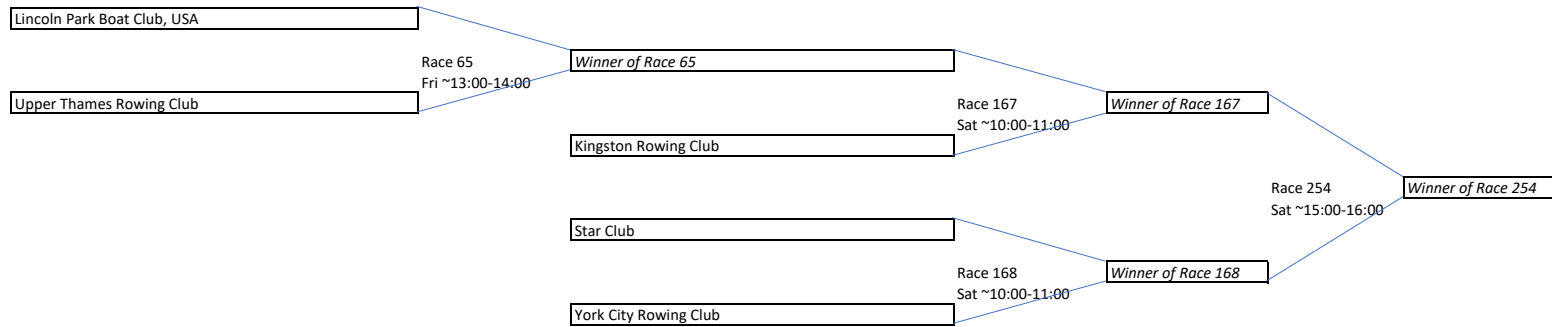 Lincoln Park Boat Club, USA
Race 65
Fri ~13:00-14:00
Winner of Race 65
Upper Thames Rowing Club
Race 167
Sat ~10:00-11:00
Winner of Race 167
Kingston Rowing Club
Race 254
Sat ~15:00-16:00
Winner of Race 254
Star Club
Race 168
Sat ~10:00-11:00
Winner of Race 168
York City Rowing Club